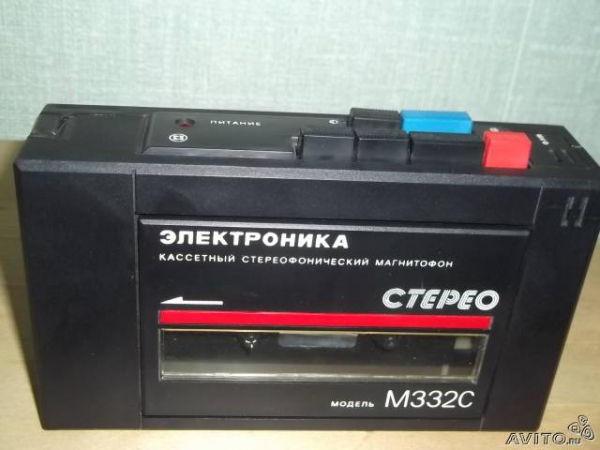 ПИТАНИЕ
ЭЛЕКТРОНИКА
КАССЕТНЫЙ СТЕРЕОФОНИЧЕСКИЙ МАГНИТОФОН
СТЕРЕО
МОДЕЛЬ М332С
AVITO.ru